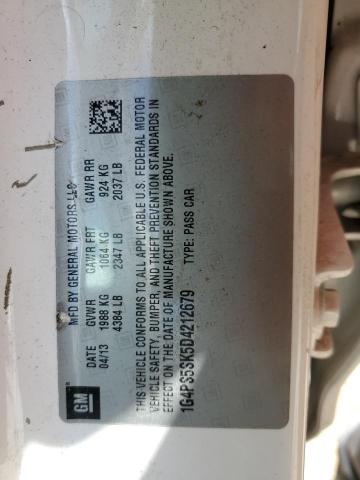 GM
MFD BY GENERAL MOTORS LLC
DATE GVWR GAWR FRT GAWR RR
04/13 1988 KG 1064 KG 924 KG
4384 LB 2347 LB 2037 LB
THIS VEHICLE CONFORMS TO ALL APPLICABLE U.S. FEDERAL MOTOR
VEHICLE SAFETY, BUMPER, AND THEFT PREVENTION STANDARDS IN
EFFECT ON THE DATE OF MANUFACTURE SHOWN ABOVE.
1G4PS5SK5D4212679 TYPE: PASS CAR